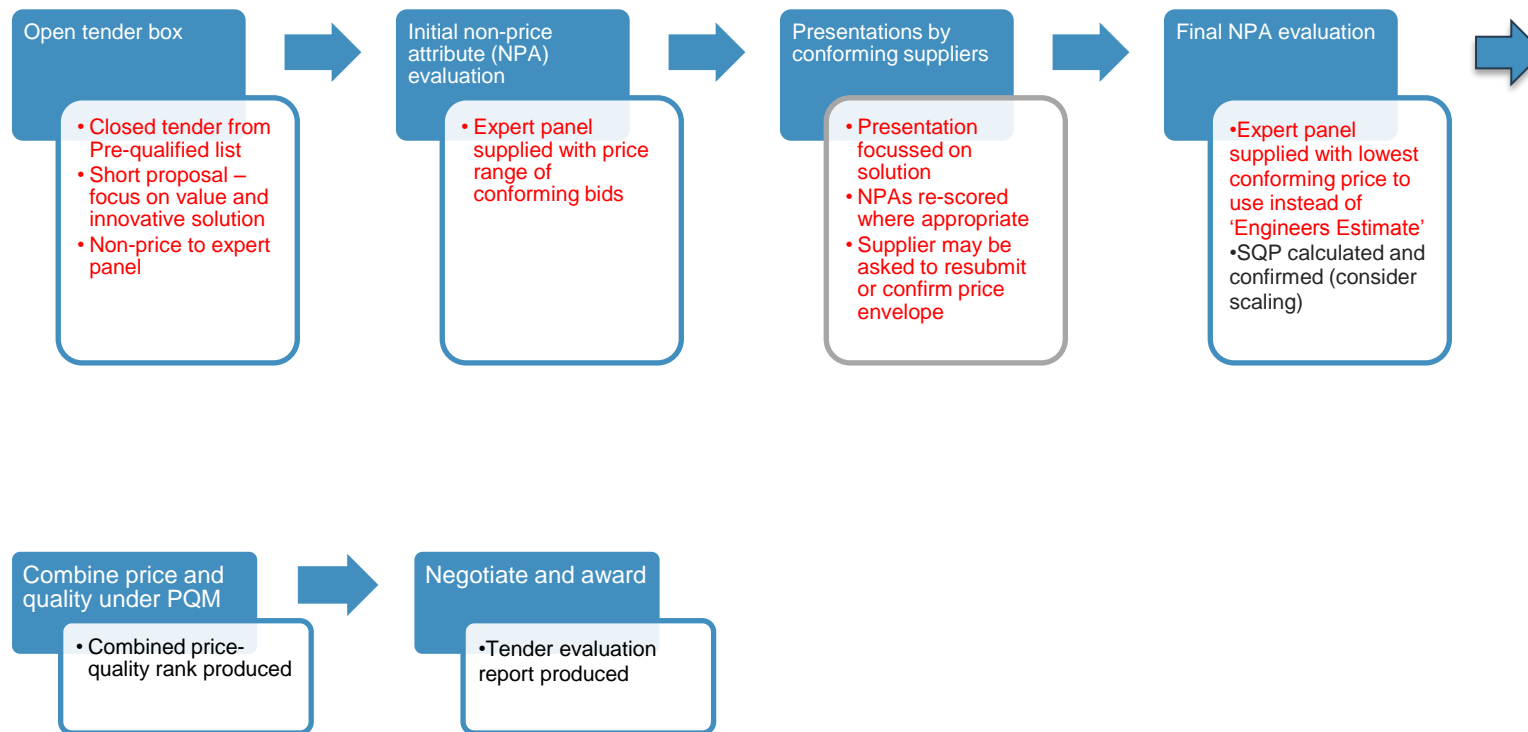 Open tender box
• Closed tender from
Pre-qualified list
• Short proposal –
focus on value and
innovative solution
• Non-price to expert
panel
Initial non-price
attribute (NPA)
evaluation
• Expert panel
supplied with price
range of
conforming bids
Presentations by
conforming suppliers
• Presentation
focussed on
solution
• NPAs re-scored
where appropriate
• Supplier may be
asked to resubmit
or confirm price
envelope
Final NPA evaluation
•Expert panel
supplied with lowest
conforming price to
use instead of
‘Engineers Estimate’
•SQP calculated and
confirmed (consider
scaling)
Combine price and
quality under PQM
• Combined price-
quality rank produced
Negotiate and award
•Tender evaluation
report produced